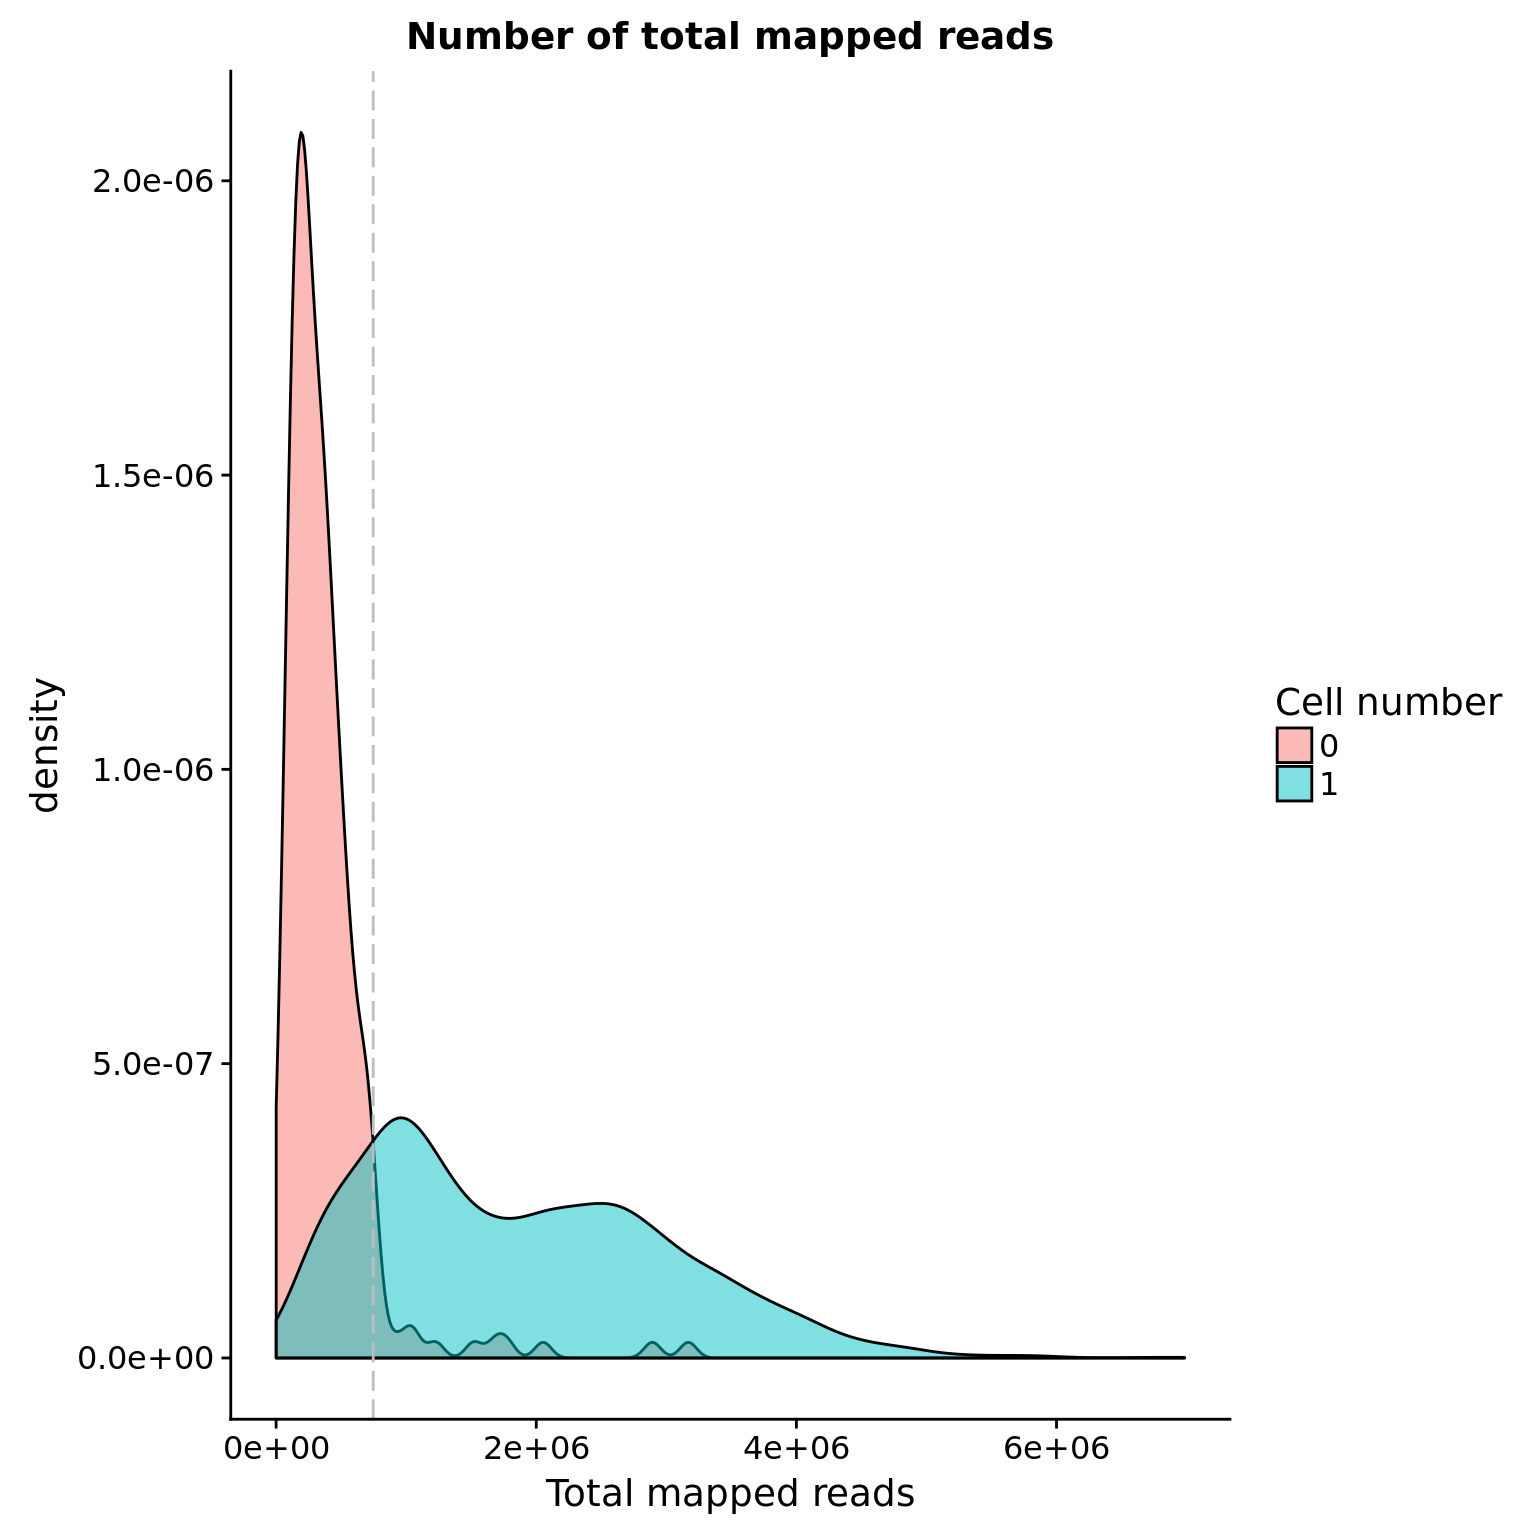 Number of total mapped reads
2.0e-06
1.5e-06
1.0e-06
5.0e-07
0.0e+00
density
0e+00 2e+06 4e+06 6e+06
Total mapped reads
Cell number
0
1